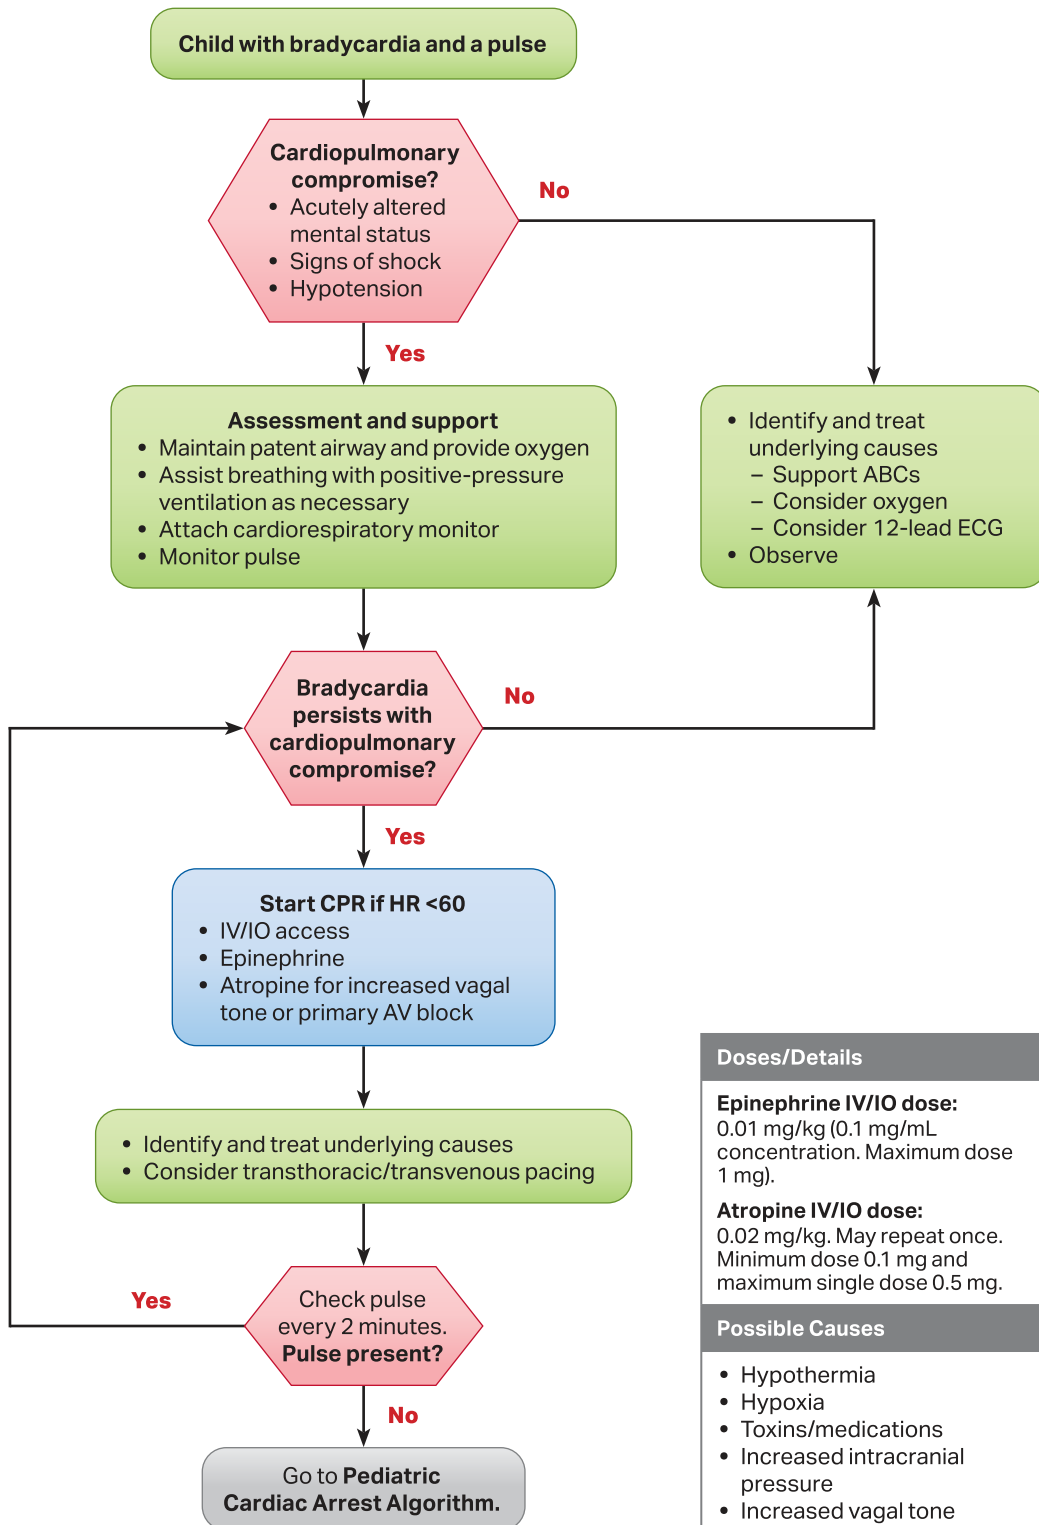 Child with bradycardia and a pulse
Cardiopulmonary
compromise?
• Acutely altered
mental status
• Signs of shock
• Hypotension
No
Yes
Assessment and support
• Maintain patent airway and provide oxygen
• Assist breathing with positive-pressure
ventilation as necessary
• Attach cardiorespiratory monitor
• Monitor pulse
• Identify and treat
underlying causes
– Support ABCs
– Consider oxygen
– Consider 12-lead ECG
• Observe
Bradycardia
persists with
cardiopulmonary
compromise?
No
Yes
Start CPR if HR <60
• IV/IO access
• Epinephrine
• Atropine for increased vagal
tone or primary AV block
• Identify and treat underlying causes
• Consider transthoracic/transvenous pacing
Check pulse
every 2 minutes.
Pulse present?
Yes
No
Go to Pediatric
Cardiac Arrest Algorithm.
Doses/Details
Epinephrine IV/IO dose:
0.01 mg/kg (0.1 mg/mL
concentration. Maximum dose
1 mg).
Atropine IV/IO dose:
0.02 mg/kg. May repeat once.
Minimum dose 0.1 mg and
maximum single dose 0.5 mg.
Possible Causes
• Hypothermia
• Hypoxia
• Toxins/medications
• Increased intracranial
pressure
• Increased vagal tone